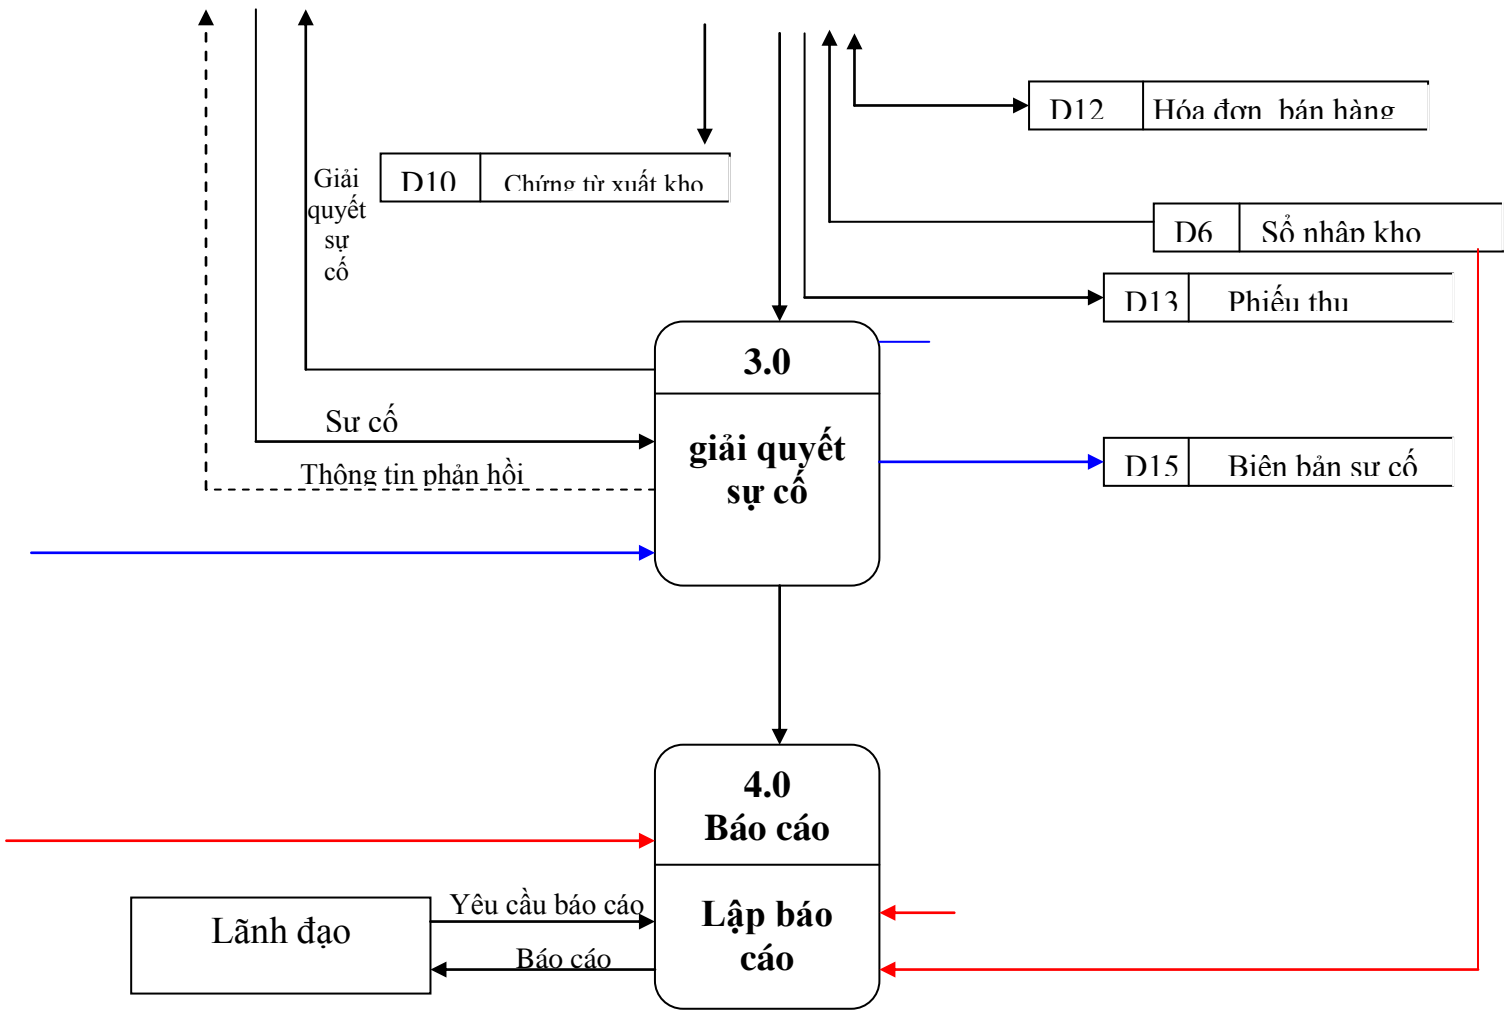 D12 Hóa đơn bán hàng
Giải
quyết
sự
cố
D10 Chứng từ xuất kho
D6 Sổ nhập kho
D13 Phiếu thu
3.0
giải quyết
sự cố
Sự cố
Thông tin phản hồi
D15 Biên bản sự cố
4.0
Báo cáo
Lập báo
cáo
Lãnh đạo
Yêu cầu báo cáo
Báo cáo